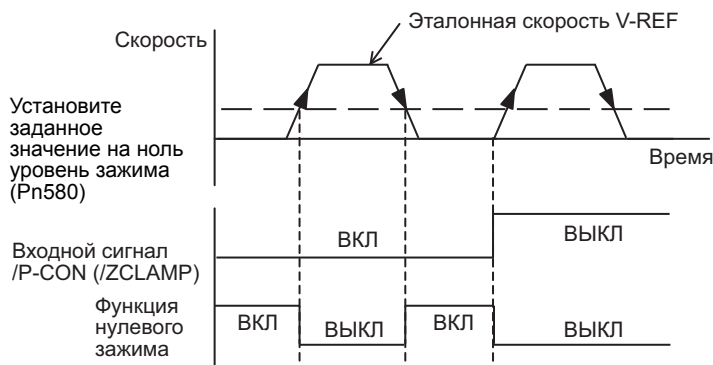 Эталонная скорость V-REF
Скорость
Установите
заданное
значение на ноль
уровень зажима
(Pn580)
Время
Входной сигнал
/P-CON (/ZCLAMP)
ВКЛ
ВЫКЛ
Функция
нулевого
зажима
ВКЛ
ВЫКЛ
ВКЛ
ВЫКЛ